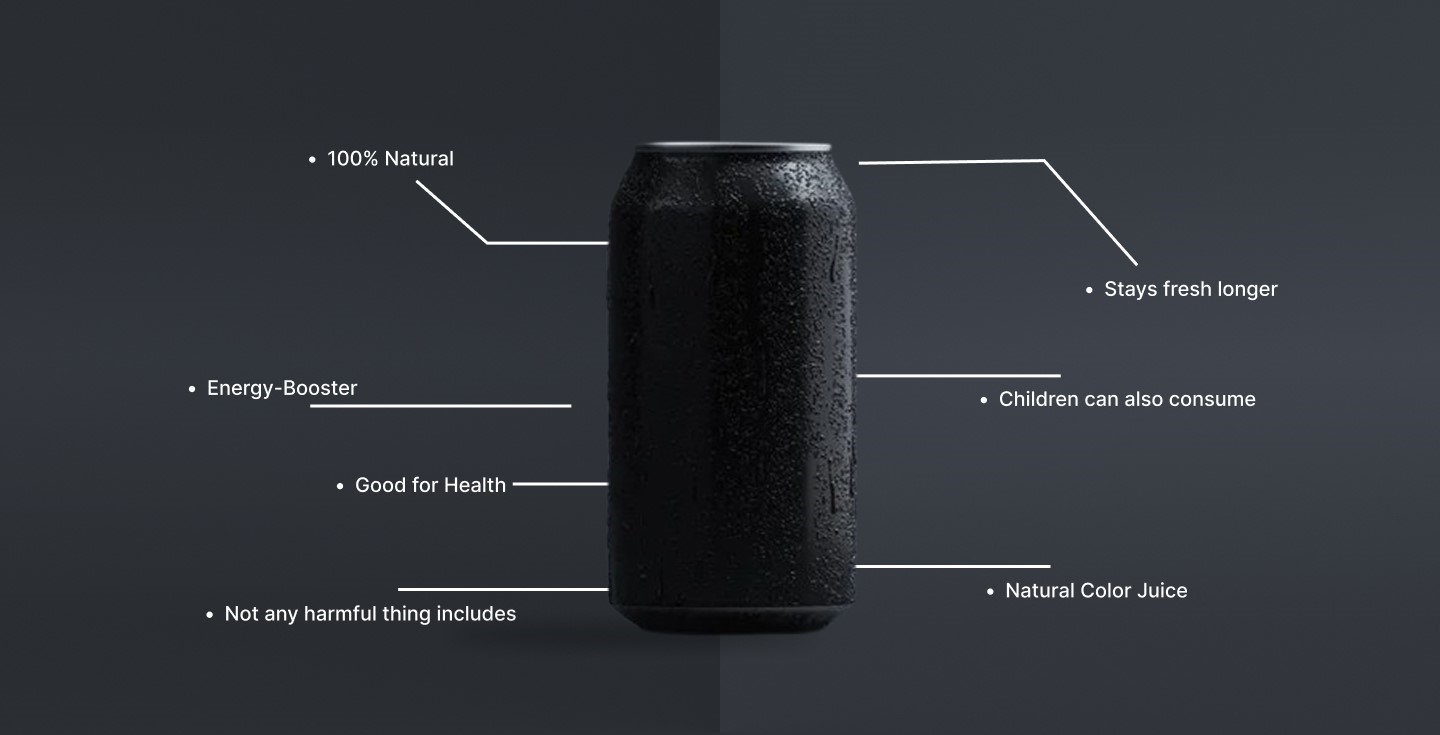 100% Natural
Stays fresh longer
Energy-Booster
Children can also consume
Good for Health
Natural Color Juice
Not any harmful thing includes